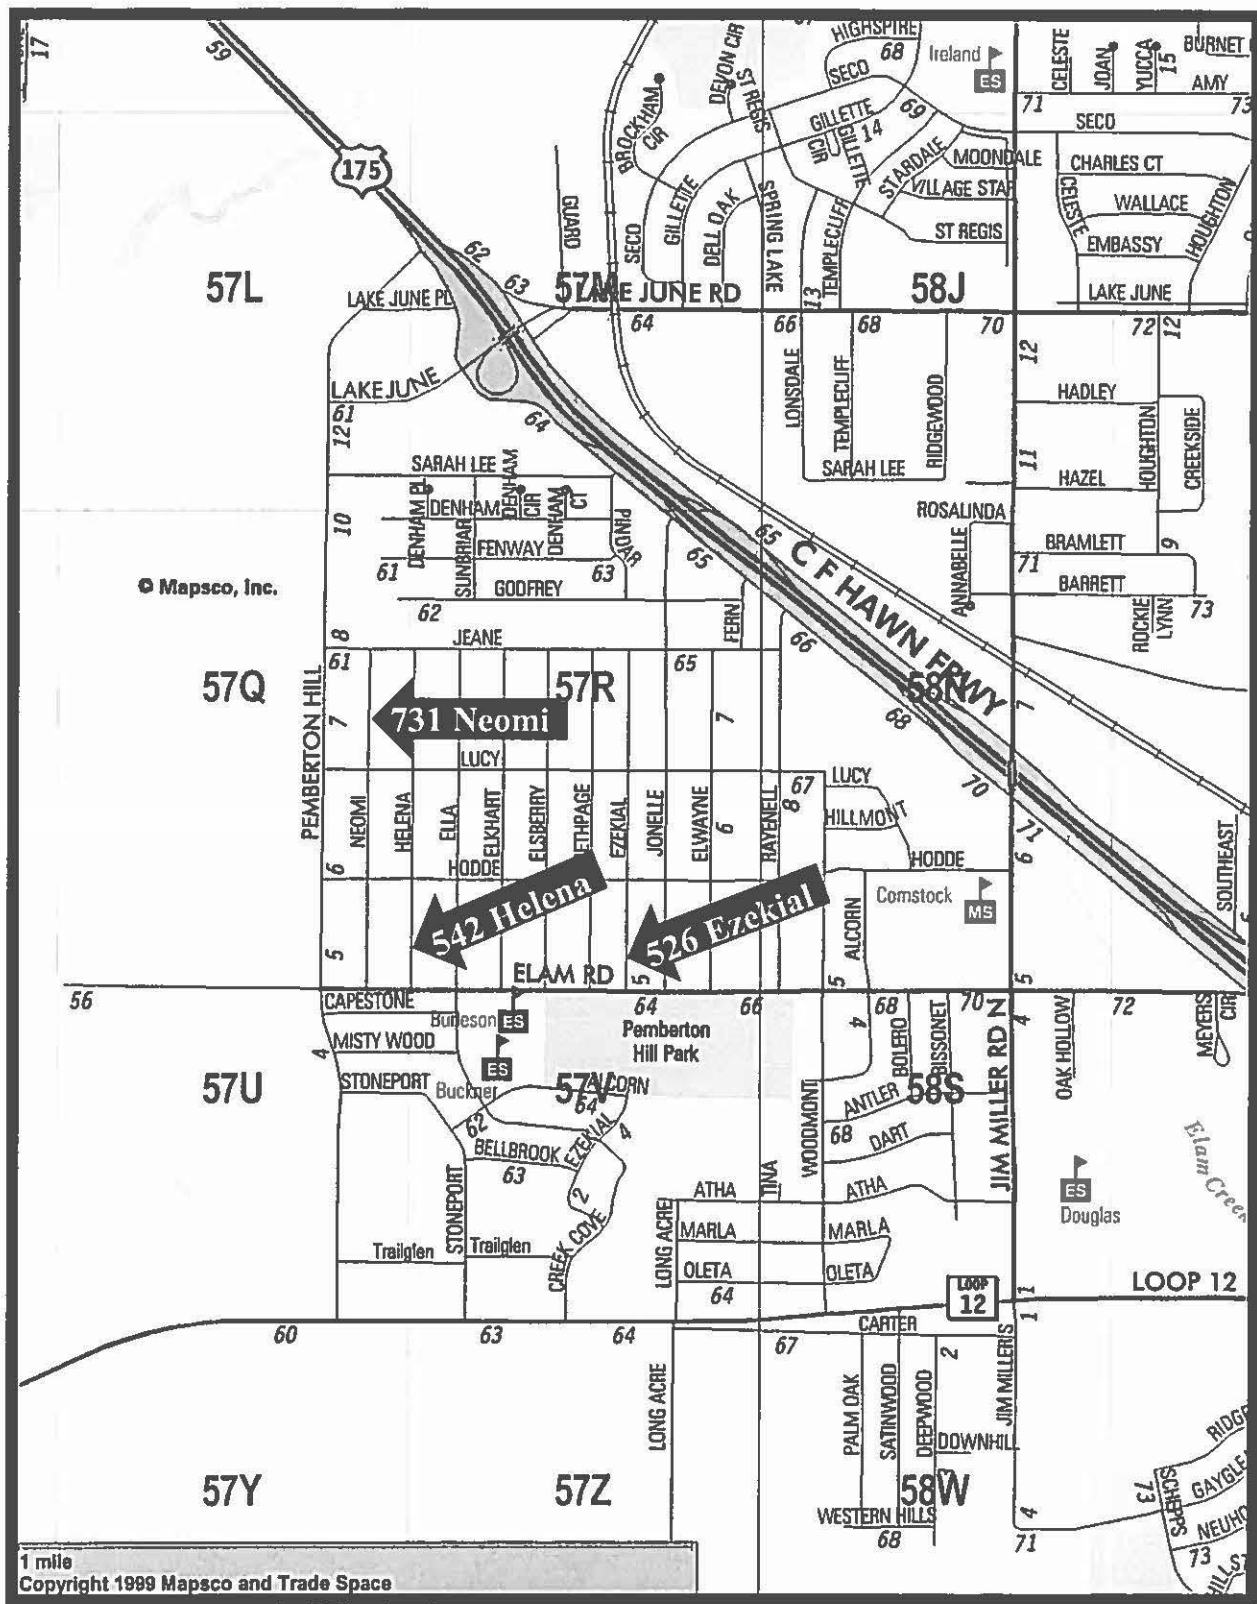 17
59
HIGHSPIRE
68
Ireland
ES
CELESTE
JOAN
YUCCA
15
BURNET
AMY
71
73
SECO
DEVON CIR
ST REGIS
BROCKHAM CIR
SECO
69
GILLETTE
14
GILLETTE CIR
STARDALE
MOONDALE
CHARLES CT
175
VILLAGE STAR
CELESTE
WALLACE
HOUGHTON
GUARD
SECO
GILLETTE
DELL OAK
SPRING LAKE
TEMPLECLIFF
ST REGIS
EMBASSY
62
57L
63
57M
LAKE JUNE RD
13
58J
LAKE JUNE
LAKE JUNE PL
64
66
68
70
72
12
12
LAKE JUNE
61
64
LONSDALE
TEMPLECLIFF
RIDGEWOOD
HADLEY
HOUGHTON
CREEKSIDE
12
SARAH LEE
SARAH LEE
11
HAZEL
DENHAM PL
DENHAM
DENHAM CIR
DENHAM CT
PINDAR
ROSALINDA
10
SUNBRIAR
FENWAY
65
65
C F HAWN FRWY
ANNABELLE
BRAMLETT
9
61
63
71
© Mapsco, Inc.
GODFREY
BARRETT
62
FERN
ROCKIE
LYNN
73
8
JEANE
66
61
65
57Q
PEMBERTON HILL
57R
58N
7
731 Neomi
7
68
7
LUCY
67
LUCY
70
NEOMI
HELENA
ELLA
ELKHART
ELSBERRY
ETHPAGE
EZEKIAL
JONELLE
ELWAYNE
6
RAYENELL
8
HILLMONT
71
6
HODDE
HODDE
6
SOUTHEAST
542 Helena
526 Ezekial
ALCORN
Comstock
MS
5
ELAM RD
5
5
5
56
64
66
68
70
72
CAPESTONE
Burleson
ES
Pemberton
Hill Park
4
BOLERO
BISSONET
4
OAK HOLLOW
MEYERS CIR
MISTY WOOD
4
ES
STONEPORT
Buckner
57U
57V
ALCORN
64
58S
JIM MILLER RD N
62
EZEKIAL
4
WOODMONT
ANTLER
68
BELLBROOK
63
DART
Elam Creek
2
TINA
ATHA
ATHA
ES
Douglas
STONEPORT
CREEK COVE
LONG ACRE
MARLA
MARLA
Trailglen
Trailglen
OLETA
OLETA
64
LOOP
12
LOOP 12
1
1
60
63
64
67
CARTER
2
JIM MILLER S
LONG ACRE
PALM OAK
SATINWOOD
DEEPWOOD
DOWNHILL
57Y
57Z
58W
73
SCHEPPS
WESTERN HILLS
68
4
71
NEUHO
73
1 mile
Copyright 1999 Mapsco and Trade Space